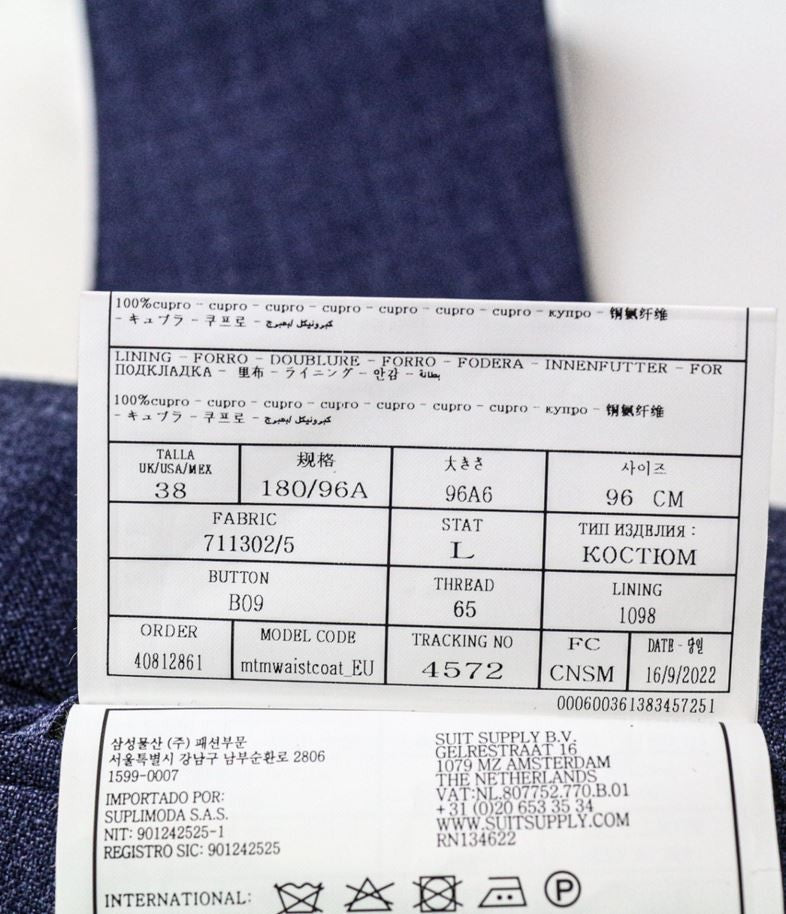 100%cupro - cupro - cupro - cupro - cupro - cupro - cupro - купро - 铜氨纤维
- キュプラ - 쿠프로 -
LINING - FORRO - DOUBLURE - FORRO - FODERA - INNENFUTTER - FOR
ПОДКЛАДКА - 里布 - ライニング - 안감 - بطانة
100%cupro - cupro - cupro - cupro - cupro - cupro - cupro - купро - 铜氨纤维
- キュプラ - 쿠프로 -
TALLA
UK/USA/MEX
38
规格
180/96A
大きさ
96A6
사이즈
96 CM
FABRIC
711302/5
STAT
L
ТИП ИЗДЕЛИЯ :
КОСТЮМ
BUTTON
B09
THREAD
65
LINING
1098
ORDER
40812861
MODEL CODE
mtmwaistcoat_EU
TRACKING NO
4572
FC
CNSM
DATE -
16/9/2022
000600361383457251
삼성물산 (주) 패션부문
서울특별시 강남구 남부순환로 2806
1599-0007
IMPORTADO POR:
SUPLIMODA S.A.S.
NIT: 901242525-1
REGISTRO SIC: 901242525
SUIT SUPPLY B.V.
GELRESTRAAT 16
1079 MZ AMSTERDAM
THE NETHERLANDS
VAT:NL.807752.770.B.01
+31 (0)20 653 35 34
WWW.SUITSUPPLY.COM
RN134622
INTERNATIONAL:
P